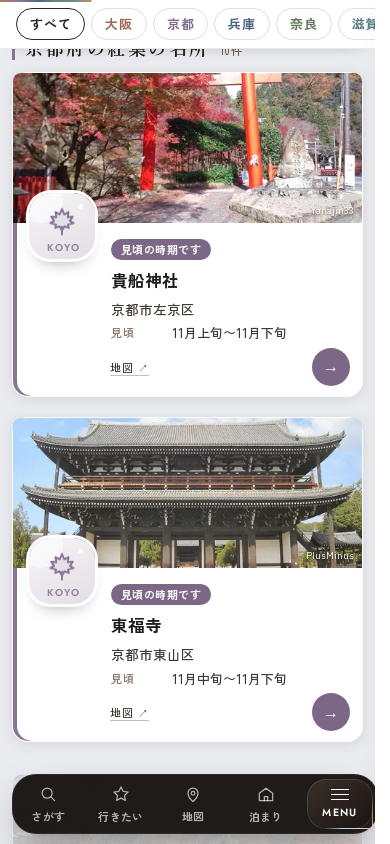 すべて 大阪 京都 兵庫 奈良 滋賀
京都府の紅葉の名所 10件
Tanajin33
KOYO
見頃の時期です
貴船神社
京都市左京区
見頃 11月上旬〜11月下旬
地図 ↗
→
PlusMinus
KOYO
見頃の時期です
東福寺
京都市東山区
見頃 11月中旬〜11月下旬
地図 ↗
→
さがす 行きたい 地図 泊まり MENU